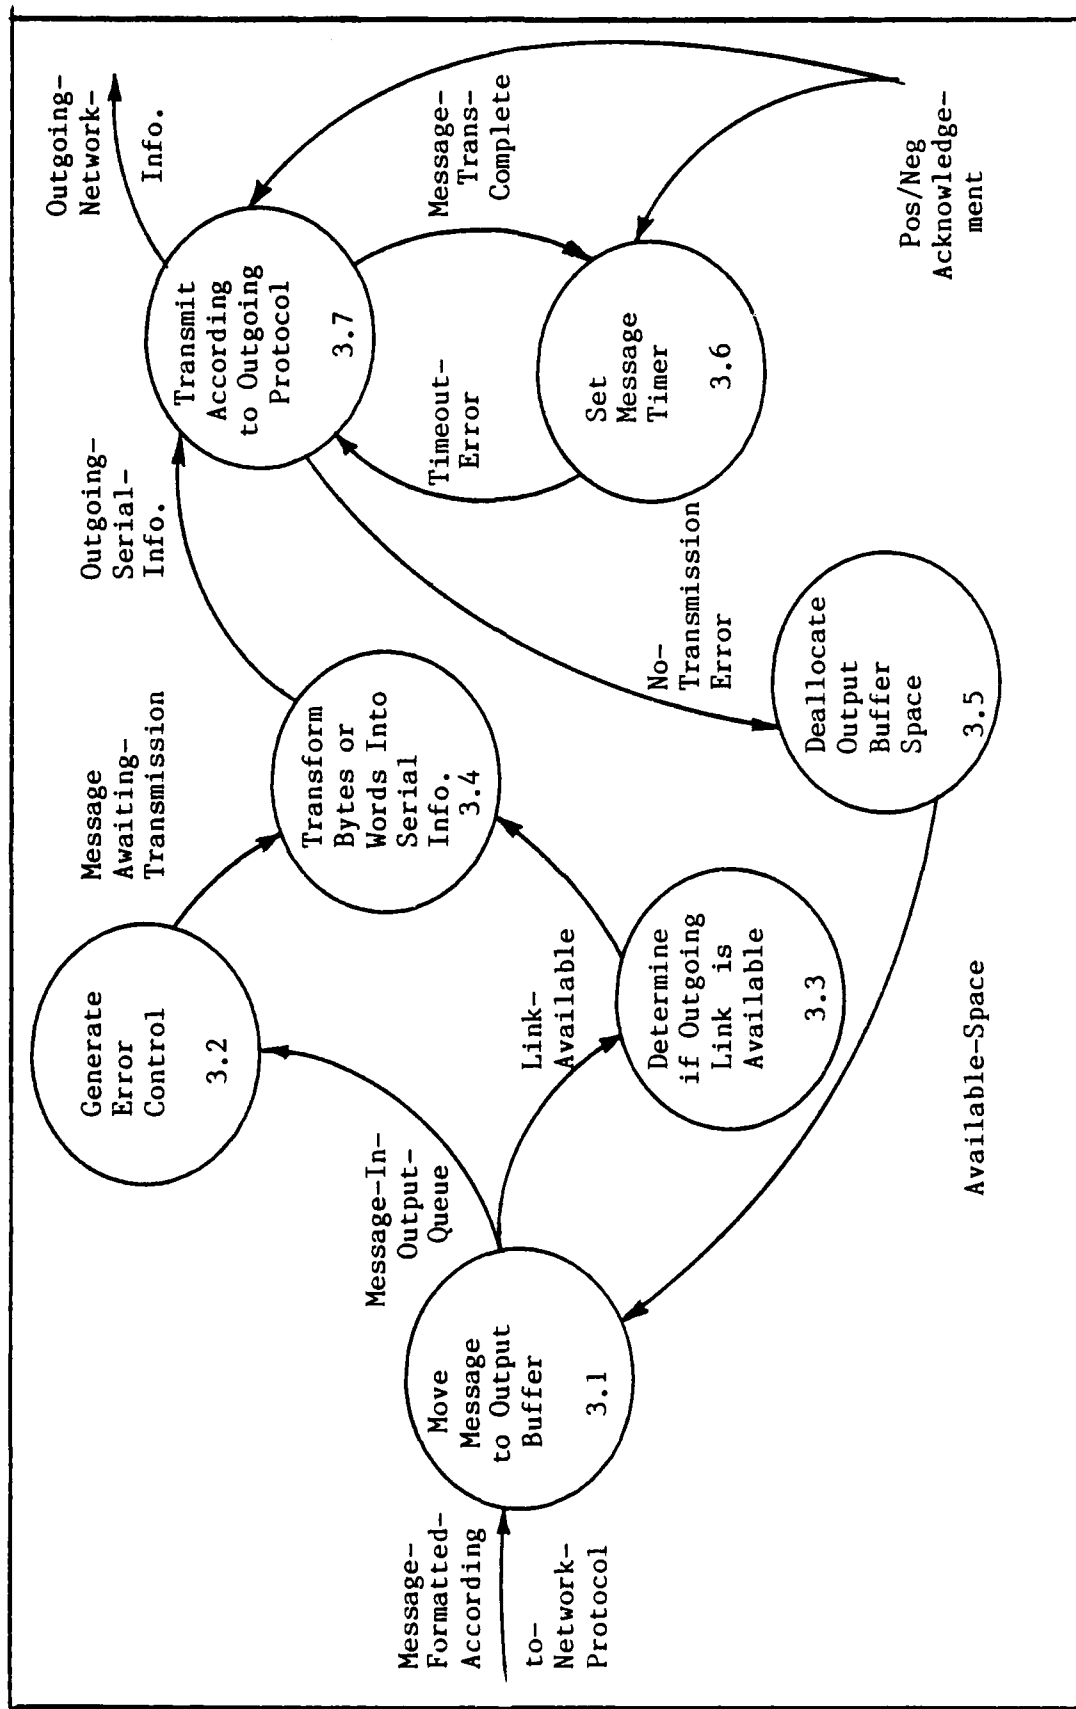 Message-
Formatted-
According
to-
Network-
Protocol
Move
Message
to Output
Buffer
3.1
Message-In-
Output-
Queue
Generate
Error
Control
3.2
Message
Awaiting-
Transmission
Link-
Available
Determine
if Outgoing
Link is
Available
3.3
Transform
Bytes or
Words Into
Serial
Info.
3.4
Outgoing-
Serial-
Info.
Transmit
According
to Outgoing
Protocol
3.7
Outgoing-
Network-
Info.
Message-
Trans-
Complete
Timeout-
Error
Set
Message
Timer
3.6
Pos/Neg
Acknowledge-
ment
No-
Transmission
Error
Deallocate
Output
Buffer
Space
3.5
Available-Space